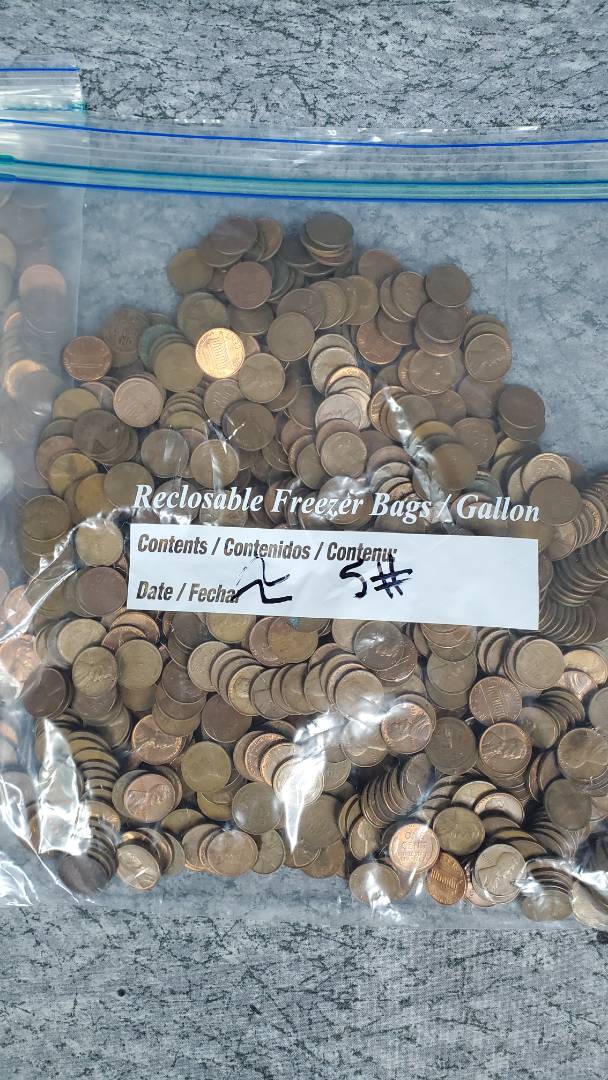 Reclosable Freezer Bags / Gallon
Contents / Contenidos / Contenu:
5#
Date / Fecha: